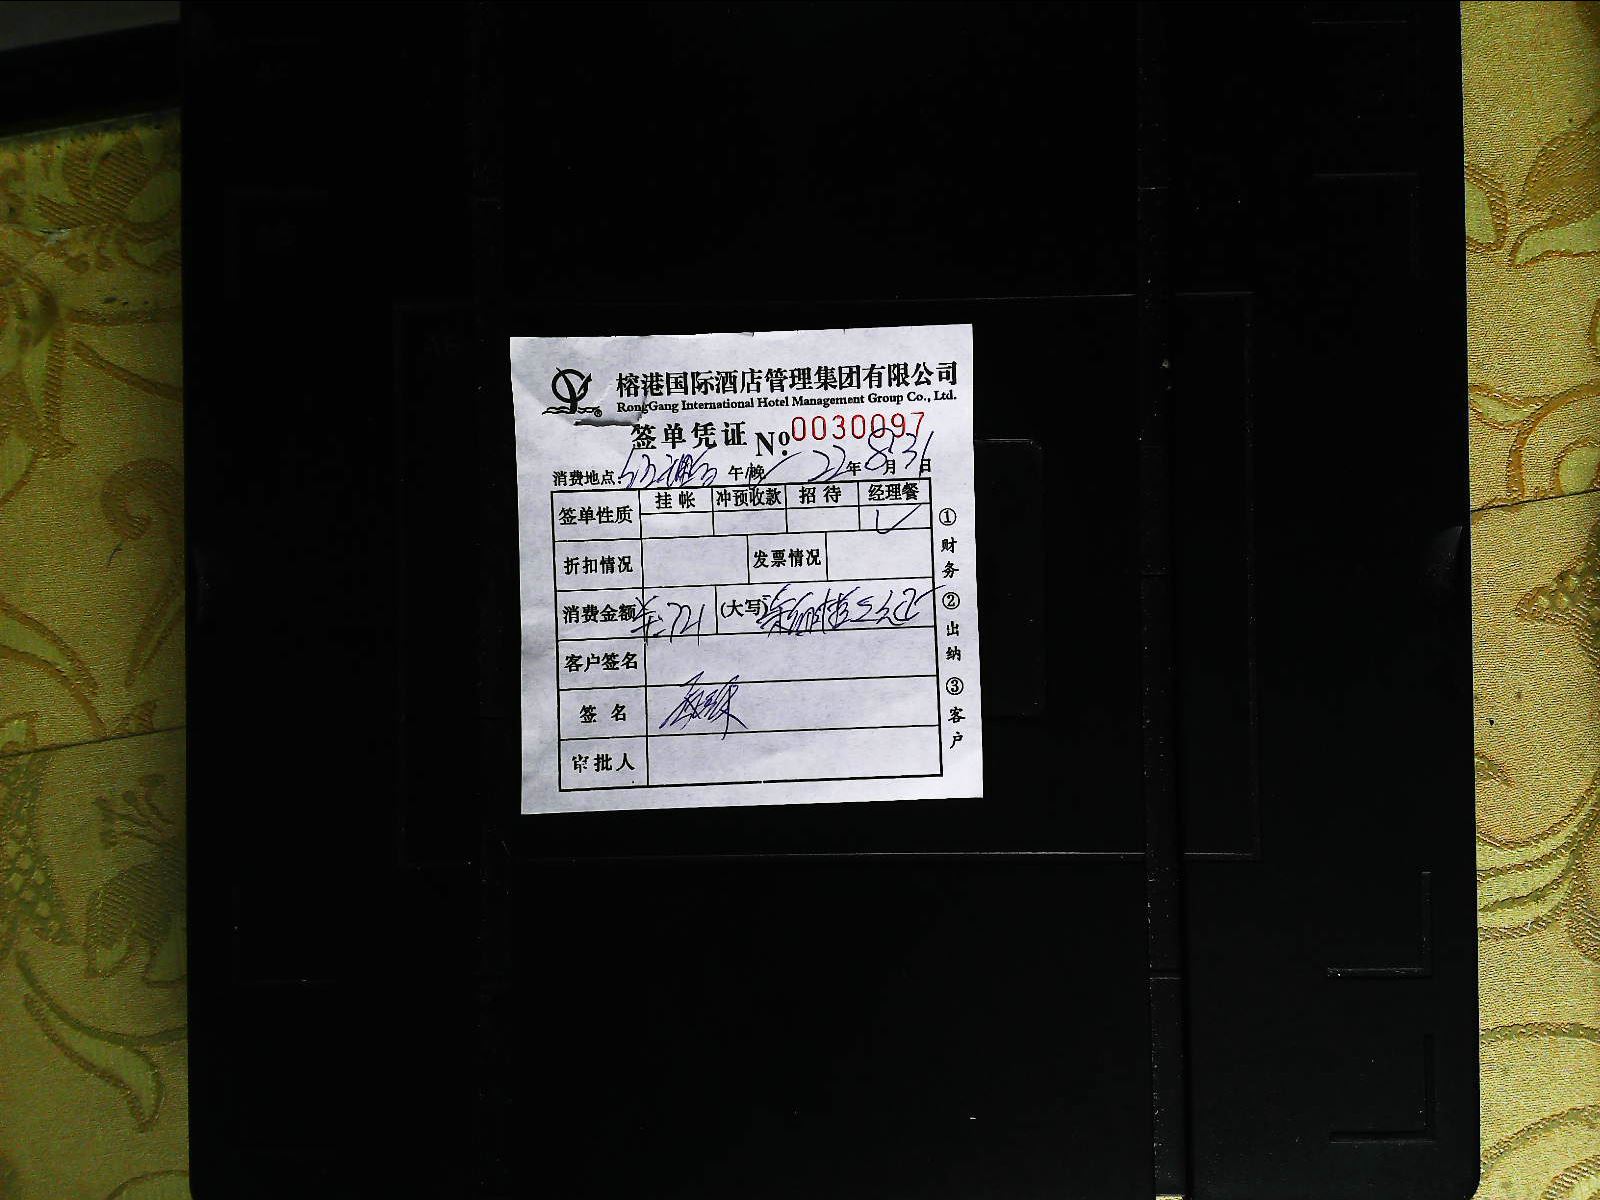 榕港国际酒店管理集团有限公司
RongGang International Hotel Management Group Co., Ltd.
签单凭证 Nº: 0030097
消费地点: 午/晚 22年8月31日
签单性质 挂帐 冲预收款 招待 经理餐
✓
折扣情况 发票情况
消费金额 (大写)
客户签名
签名
审批人
①财务 ②出纳 ③客户